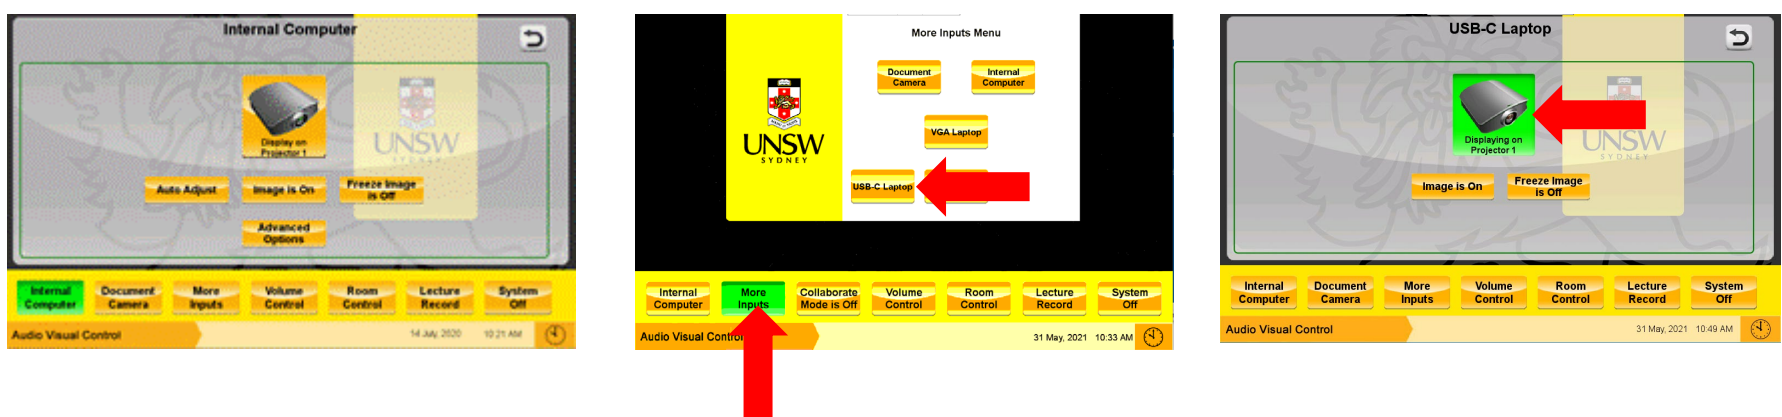 Internal Computer
Display on
Projector 1
UNSW
SYDNEY
Auto Adjust
Image is On
Freeze Image
is Off
Advanced
Options
Internal
Computer
Document
Camera
More
Inputs
Volume
Control
Room
Control
Lecture
Record
System
Off
Audio Visual Control
14 July, 2020
10:21 AM
More Inputs Menu
Document
Camera
Internal
Computer
UNSW
SYDNEY
VGA Laptop
USB-C Laptop
Internal
Computer
More
Inputs
Collaborate
Mode is Off
Volume
Control
Room
Control
Lecture
Record
System
Off
Audio Visual Control
31 May, 2021
10:33 AM
USB-C Laptop
Displaying on
Projector 1
UNSW
SYDNEY
Image is On
Freeze Image
is Off
Internal
Computer
Document
Camera
More
Inputs
Volume
Control
Room
Control
Lecture
Record
System
Off
Audio Visual Control
31 May, 2021
10:49 AM